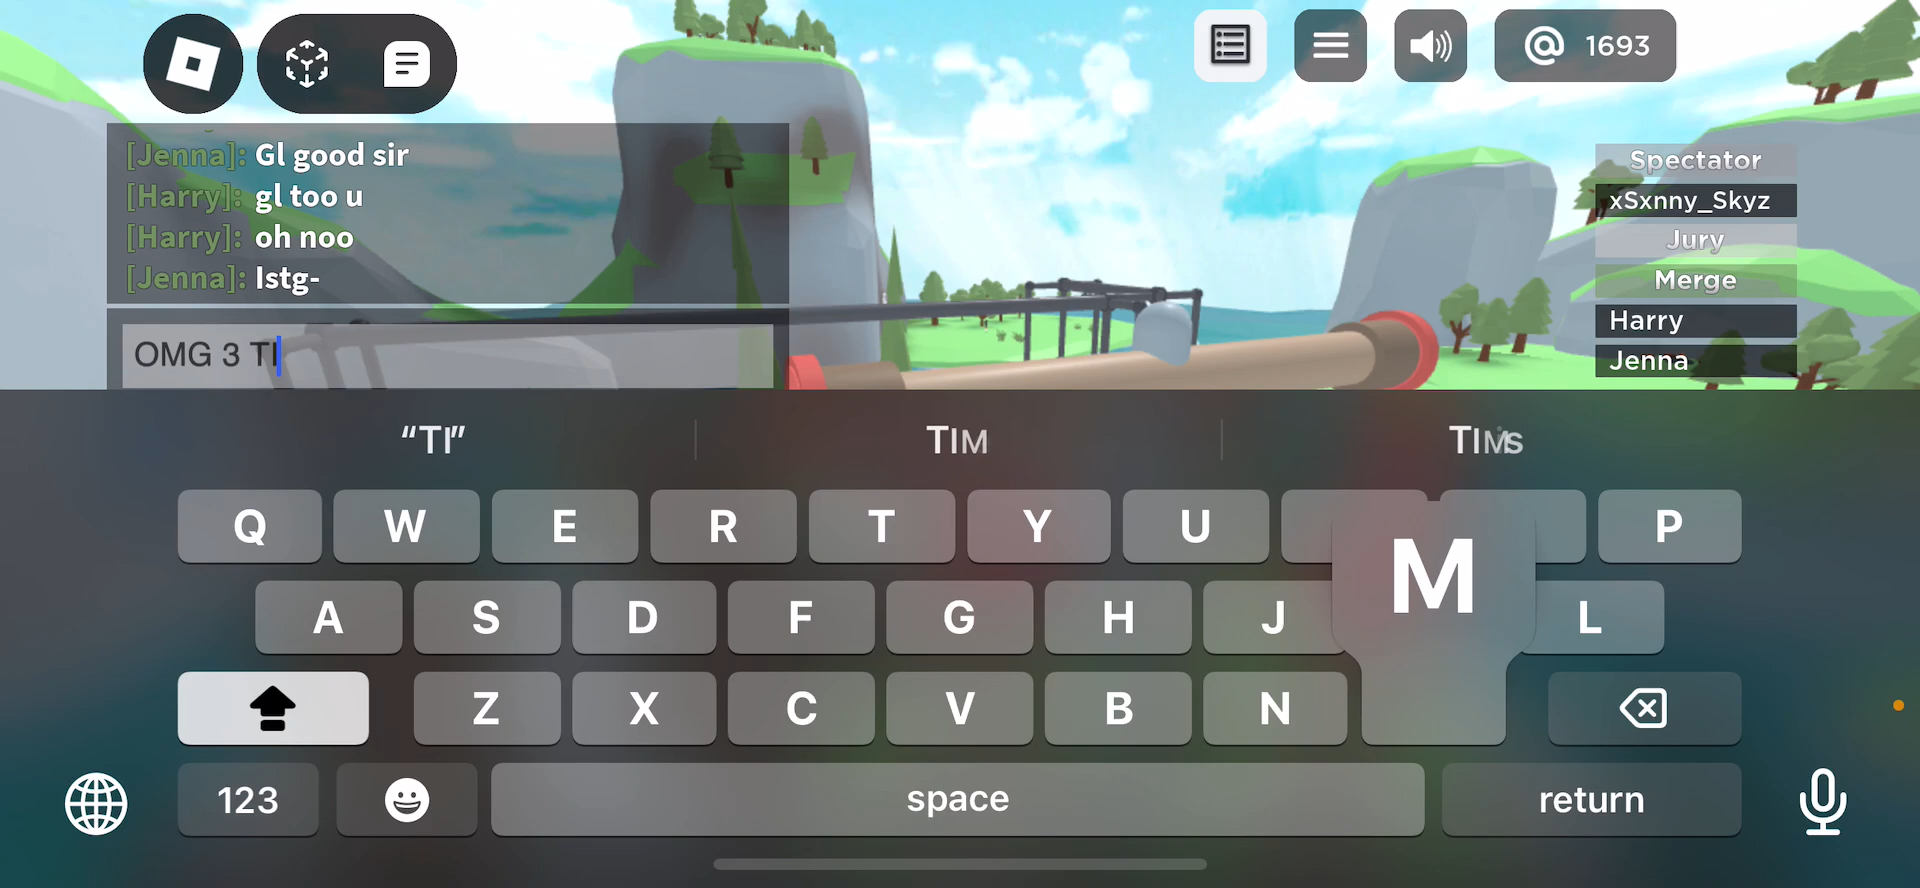 1693
[Jenna]: Gl good sir
[Harry]: gl too u
[Harry]: oh noo
[Jenna]: Istg-
OMG 3 TI
Spectator
xSxnny_Skyz
Jury
Merge
Harry
Jenna
“TI” TIM TIMs
Q W E R T Y U P
M
A S D F G H J L
Z X C V B N
123 space return